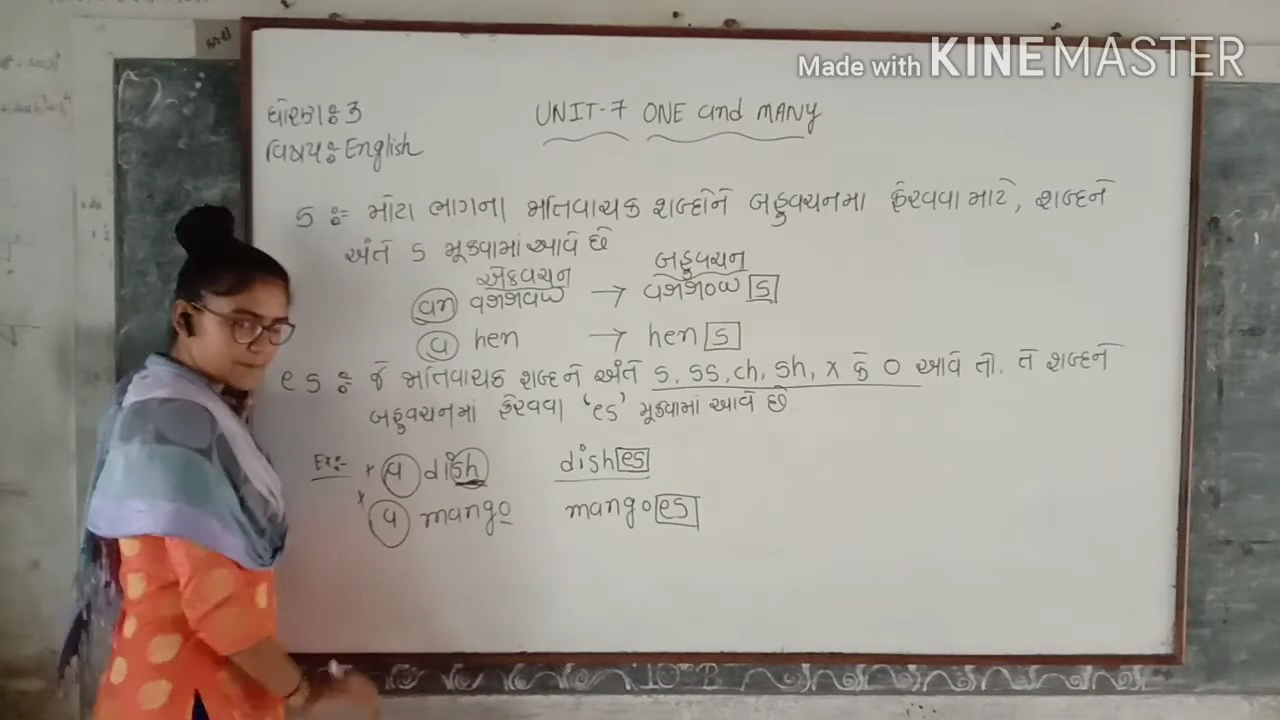 Made with KINEMASTER
ધોરણઃ 3
UNIT-7 ONE and MANY
વિષયઃ English
s :- મોટા ભાગના જાતિવાચક શબ્દોને બહુવચનમા ફેરવવા માટે, શબ્દને
અંતે s મૂકવામાં આવે છે
એકવચન બહુવચન
an →
a hen → hen s
es : જે જાતિવાચક શબ્દને અંતે s, ss, ch, sh, x કે o આવે તો. તે શબ્દને
બહુવચનમાં ફેરવવા 'es' મૂકવામાં આવે છે
Ex:- × a dish dish es
× a mango mango es
10-B